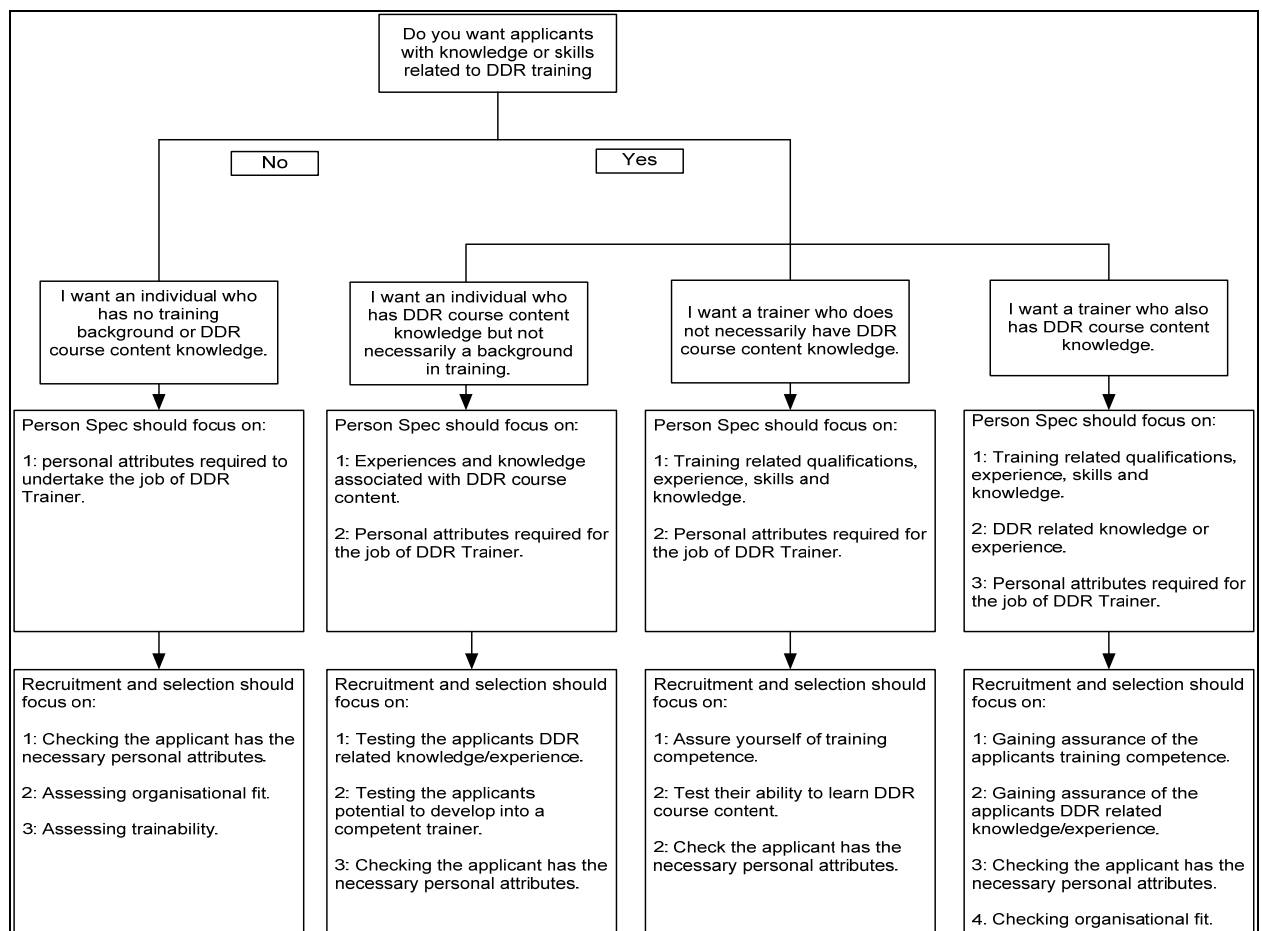 Do you want applicants
with knowledge or skills
related to DDR training
No
Yes
I want an individual who
has no training
background or DDR
course content knowledge.
I want an individual who
has DDR course content
knowledge but not
necessarily a background
in training.
I want a trainer who does
not necessarily have DDR
course content knowledge.
I want a trainer who also
has DDR course content
knowledge.
Person Spec should focus on:
1: personal attributes required to
undertake the job of DDR
Trainer.
Person Spec should focus on:
1: Experiences and knowledge
associated with DDR course
content.
2: Personal attributes required for
the job of DDR Trainer.
Person Spec should focus on:
1: Training related qualifications,
experience, skills and
knowledge.
2: Personal attributes required for
the job of DDR Trainer.
Person Spec should focus on:
1: Training related qualifications,
experience, skills and
knowledge.
2: DDR related knowledge or
experience.
3: Personal attributes required for
the job of DDR Trainer.
Recruitment and selection should
focus on:
1: Checking the applicant has the
necessary personal attributes.
2: Assessing organisational fit.
3: Assessing trainability.
Recruitment and selection should
focus on:
1: Testing the applicants DDR
related knowledge/experience.
2: Testing the applicants
potential to develop into a
competent trainer.
3: Checking the applicant has the
necessary personal attributes.
Recruitment and selection should
focus on:
1: Assure yourself of training
competence.
2: Test their ability to learn DDR
course content.
2: Check the applicant has the
necessary personal attributes.
Recruitment and selection should
focus on:
1: Gaining assurance of the
applicants training competence.
2: Gaining assurance of the
applicants DDR related
knowledge/experience.
3: Checking the applicant has the
necessary personal attributes.
4. Checking organisational fit.